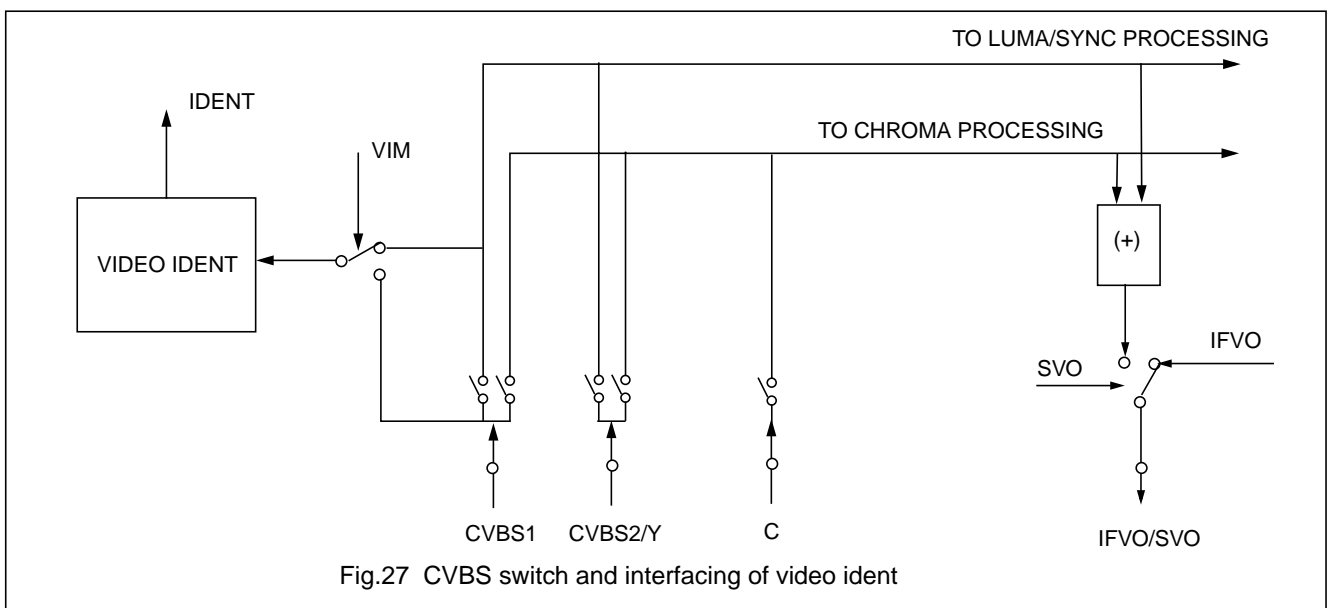 TO LUMA/SYNC PROCESSING
IDENT
TO CHROMA PROCESSING
VIM
VIDEO IDENT
(+)
IFVO
SVO
CVBS1
CVBS2/Y
C
IFVO/SVO
Fig.27 CVBS switch and interfacing of video ident